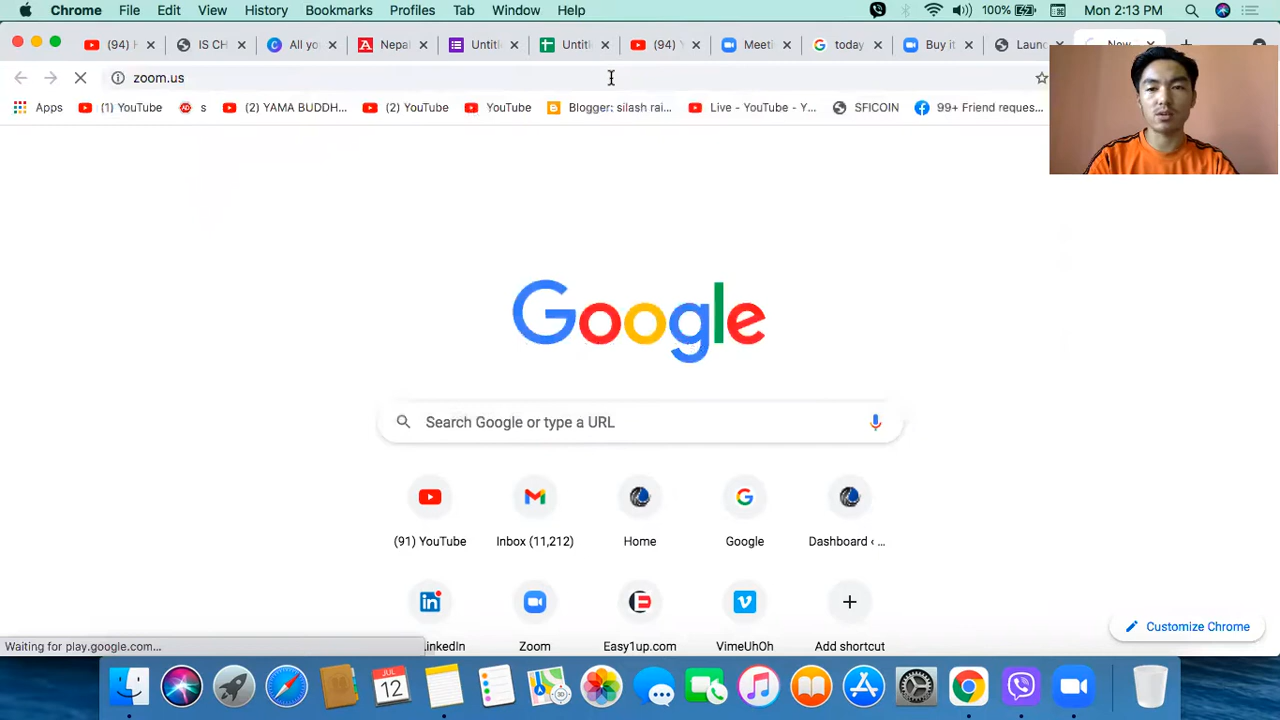 Chrome File Edit View History Bookmarks Profiles Tab Window Help 100% Mon 2:13 PM
(94) H IS CH All yo Nepal Untitl Untitl (94) Y Meeti today Buy it Launc New
zoom.us
Apps (1) YouTube s (2) YAMA BUDDH... (2) YouTube YouTube Blogger: silash rai... Live - YouTube - Y... SFICOIN 99+ Friend reques...
Google
Search Google or type a URL
(91) YouTube Inbox (11,212) Home Google Dashboard ‹ ...
LinkedIn Zoom Easy1up.com VimeUhOh Add shortcut
Customize Chrome
Waiting for play.google.com...
JUL
12